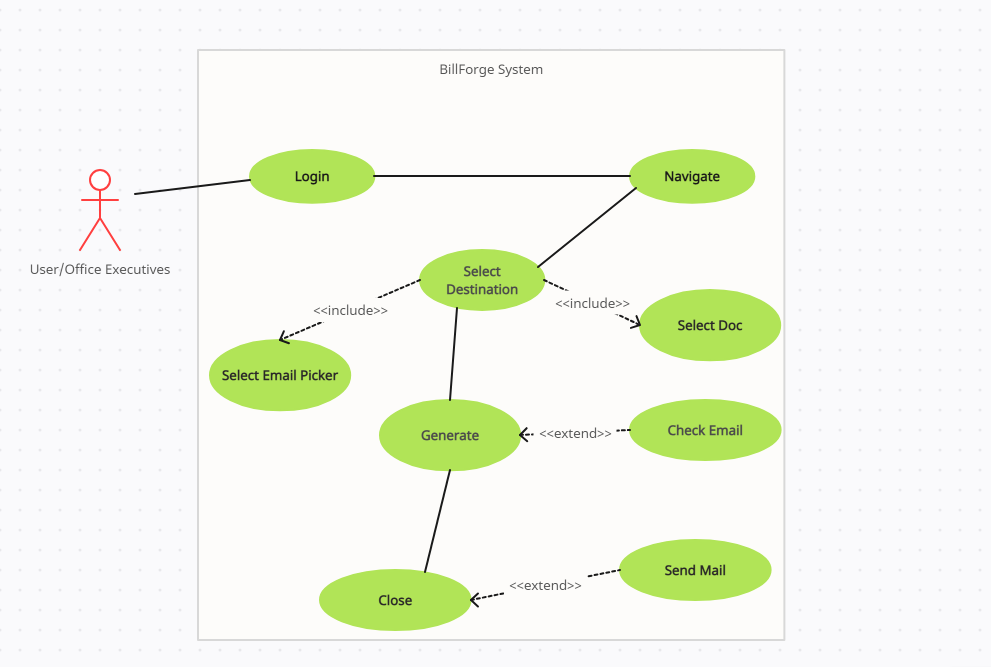 BillForge System
Login
Navigate
User/Office Executives
Select
Destination
<<include>>
<<include>>
Select Doc
Select Email Picker
Generate
<<extend>>
Check Email
Send Mail
<<extend>>
Close